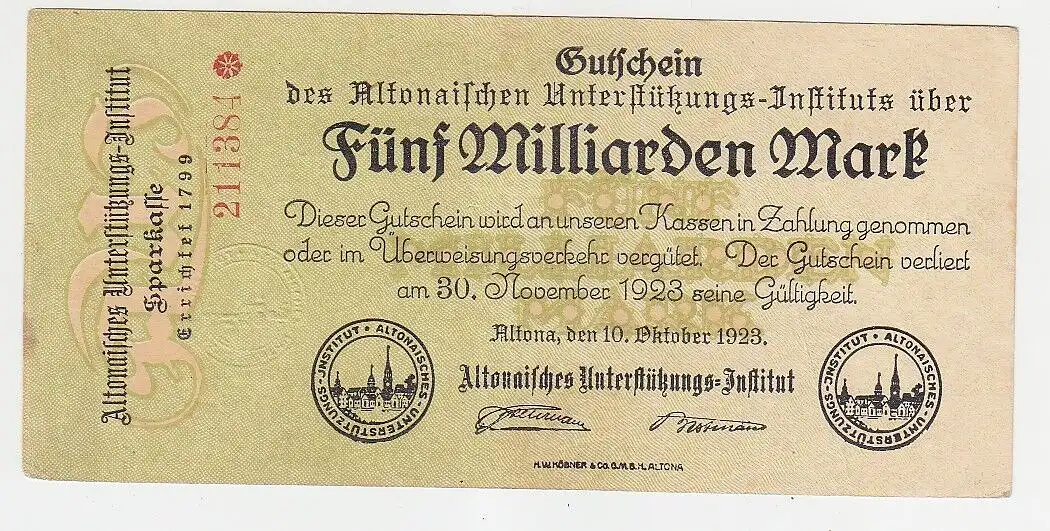 Altonaisches Unterstützungs-Institut
Sparkasse
Errichtet 1799
211384
Gutschein
des Altonaischen Unterstützungs-Instituts über
Fünf Milliarden Mark
Dieser Gutschein wird an unseren Kassen in Zahlung genommen
oder im Überweisungsverkehr vergütet. Der Gutschein verliert
am 30. November 1923 seine Gültigkeit.
Altona, den 10. Oktober 1923.
Altonaisches Unterstützungs-Institut
ALTONAISCHES-UNTERSTÜTZUNGS-INSTITUT
ALTONAISCHES-UNTERSTÜTZUNGS-INSTITUT
H.W. KÖBNER & CO. G.M.B.H. ALTONA